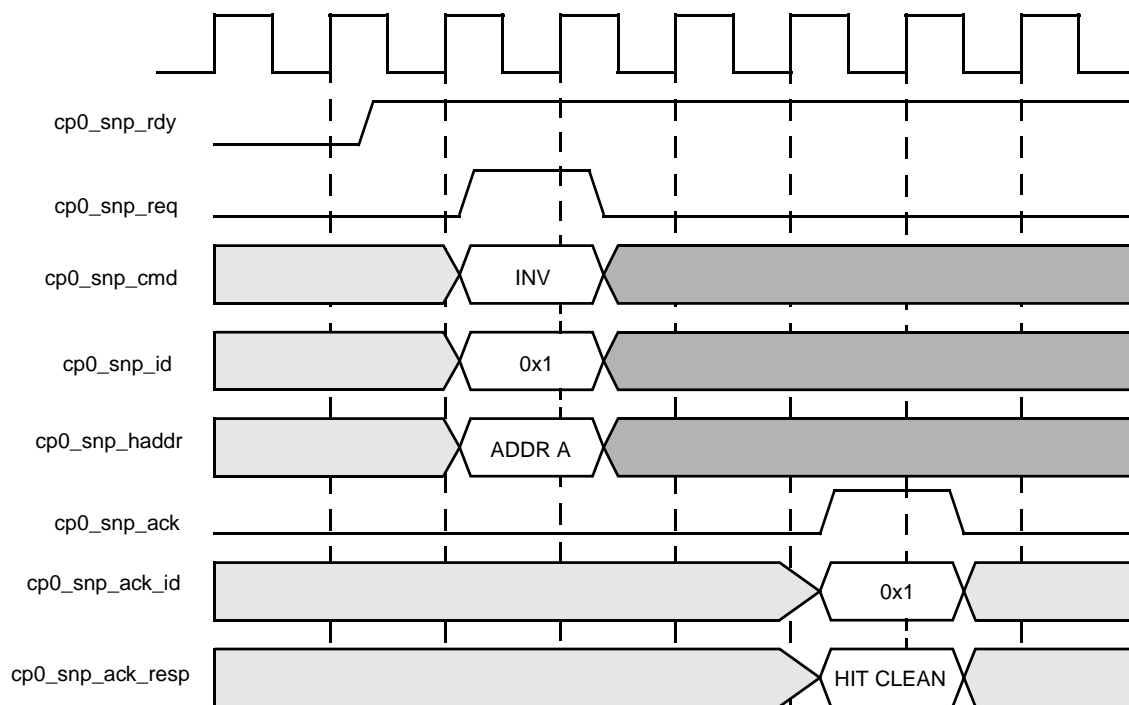 cp0_snp_rdy
cp0_snp_req
cp0_snp_cmd INV
cp0_snp_id 0x1
cp0_snp_haddr ADDR A
cp0_snp_ack
cp0_snp_ack_id 0x1
cp0_snp_ack_resp HIT CLEAN